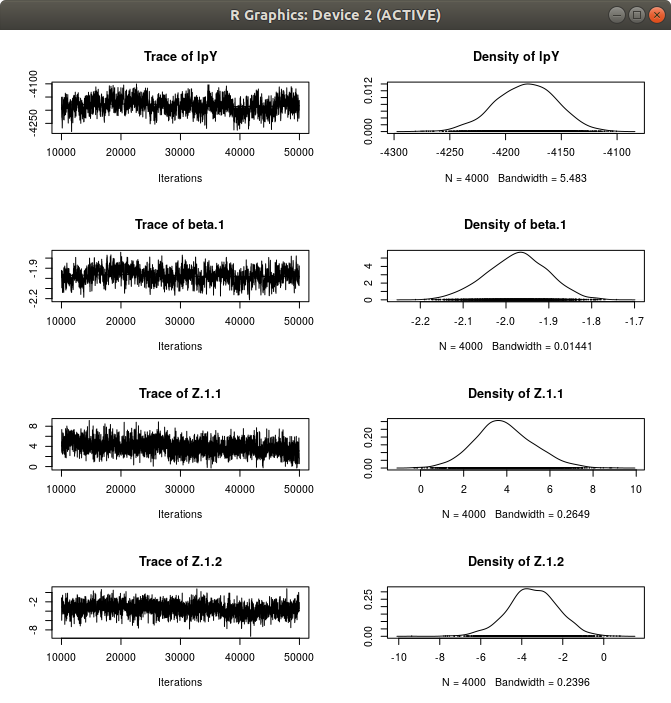 R Graphics: Device 2 (ACTIVE)
Trace of lpY
-4250 -4100
10000 20000 30000 40000 50000
Iterations
Density of lpY
0.000 0.012
-4300 -4250 -4200 -4150 -4100
N = 4000 Bandwidth = 5.483
Trace of beta.1
-2.2 -1.9
10000 20000 30000 40000 50000
Iterations
Density of beta.1
0 2 4
-2.2 -2.1 -2.0 -1.9 -1.8 -1.7
N = 4000 Bandwidth = 0.01441
Trace of Z.1.1
0 4 8
10000 20000 30000 40000 50000
Iterations
Density of Z.1.1
0.00 0.20
0 2 4 6 8 10
N = 4000 Bandwidth = 0.2649
Trace of Z.1.2
-8 -2
10000 20000 30000 40000 50000
Iterations
Density of Z.1.2
0.00 0.25
-10 -8 -6 -4 -2 0
N = 4000 Bandwidth = 0.2396